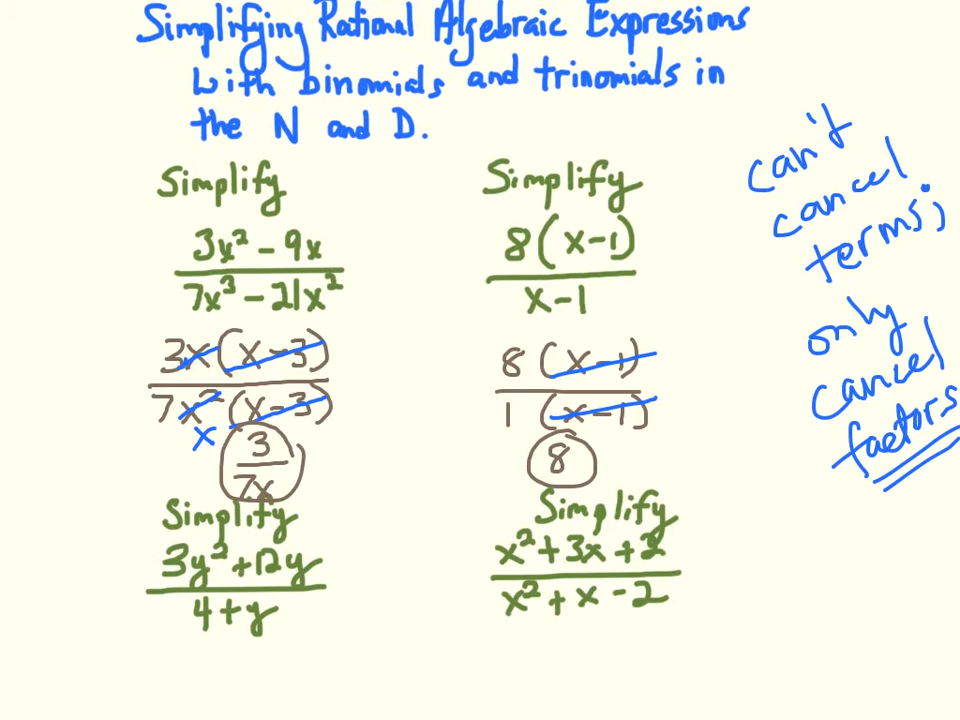 Simplifying Rational Algebraic Expressions
with binomials and trinomials in
the N and D.
Simplify
3x² - 9x
7x³ - 21x²
3x(x-3)
7x²(x-3)
x
3
7x
Simplify
8(x-1)
x-1
8(x-1)
1(x-1)
8
can't
cancel
terms;
only
cancel
factors
Simplify
3y²+12y
4+y
Simplify
x²+3x+2
x²+x-2